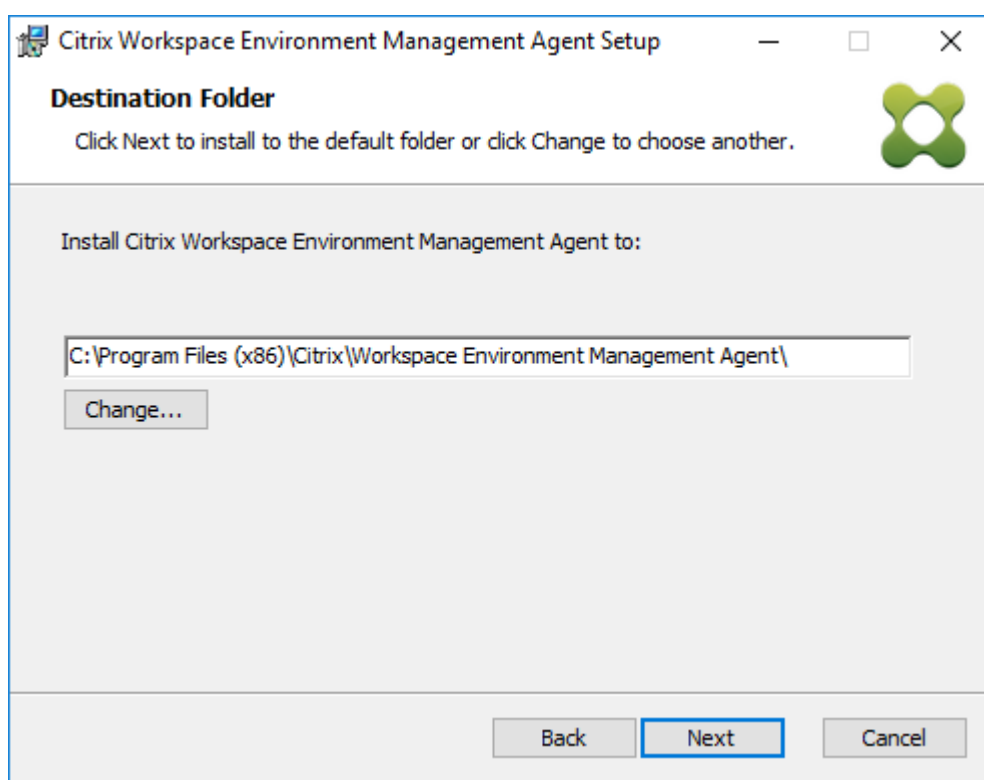 Citrix Workspace Environment Management Agent Setup
Destination Folder
Click Next to install to the default folder or click Change to choose another.
Install Citrix Workspace Environment Management Agent to:
C:\Program Files (x86)\Citrix\Workspace Environment Management Agent\
Change...
Back Next Cancel